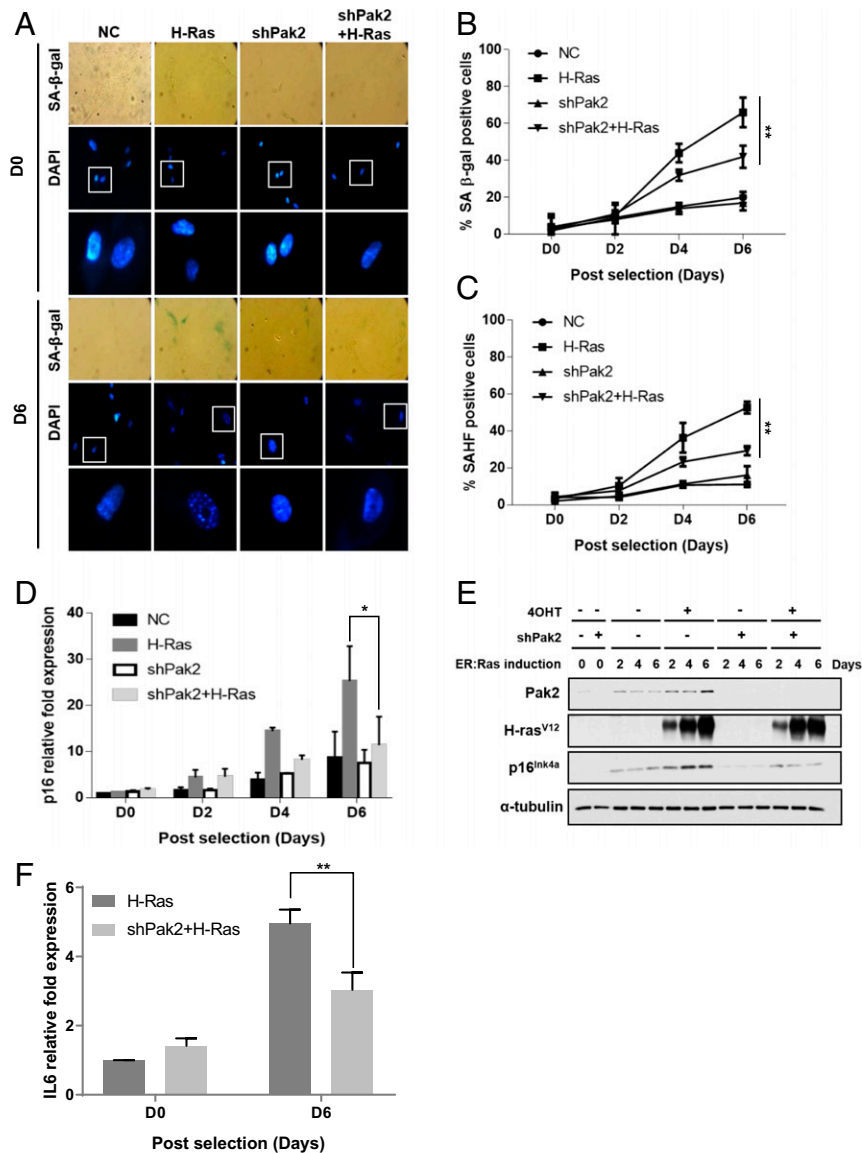 A
NC H-Ras shPak2 shPak2
+H-Ras
D0
SA-β-gal
DAPI
D6
SA-β-gal
DAPI
B
% SA β-gal positive cells
100
80
60
40
20
0
NC
H-Ras
shPak2
shPak2+H-Ras
**
D0 D2 D4 D6
Post selection (Days)
C
% SAHF positive cells
100
80
60
40
20
0
NC
H-Ras
shPak2
shPak2+H-Ras
**
D0 D2 D4 D6
Post selection (Days)
D
p16 relative fold expression
40
30
20
10
0
NC
H-Ras
shPak2
shPak2+H-Ras
*
D0 D2 D4 D6
Post selection (Days)
E
4OHT - - - + - +
shPak2 - + - - + +
ER:Ras induction 0 0 2 4 6 2 4 6 2 4 6 2 4 6 Days
Pak2
H-rasV12
p16Ink4a
α-tubulin
F
IL6 relative fold expression
6
4
2
0
H-Ras
shPak2+H-Ras
**
D0 D6
Post selection (Days)